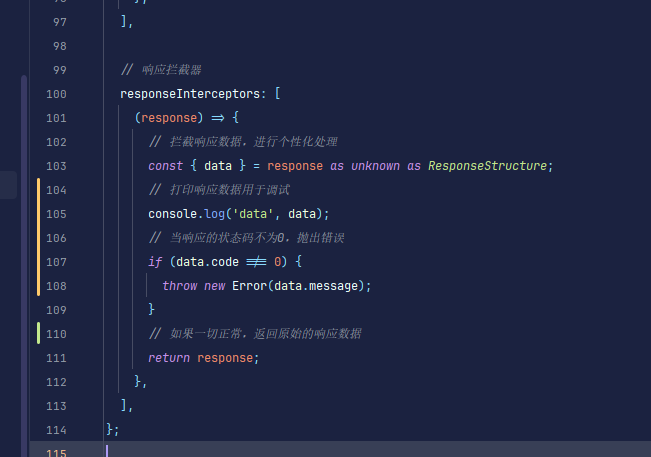 97 ],
98
99 // 响应拦截器
100 responseInterceptors: [
101 (response) => {
102 // 拦截响应数据，进行个性化处理
103 const { data } = response as unknown as ResponseStructure;
104 // 打印响应数据用于调试
105 console.log('data', data);
106 // 当响应的状态码不为0，抛出错误
107 if (data.code !== 0) {
108 throw new Error(data.message);
109 }
110 // 如果一切正常，返回原始的响应数据
111 return response;
112 },
113 ],
114 };
115